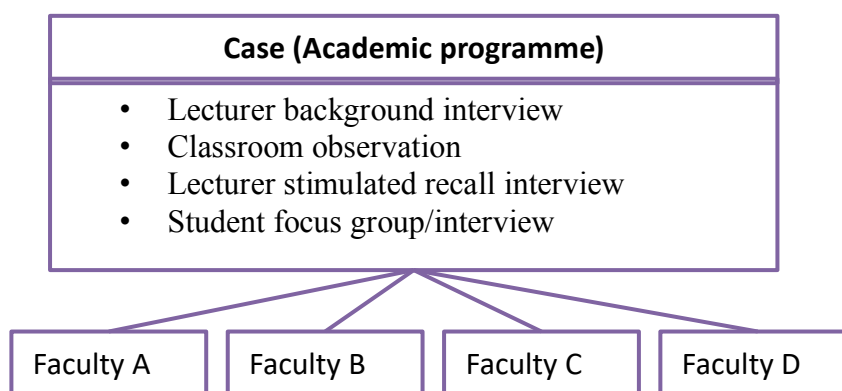 Case (Academic programme)
• Lecturer background interview
• Classroom observation
• Lecturer stimulated recall interview
• Student focus group/interview
Faculty A Faculty B Faculty C Faculty D